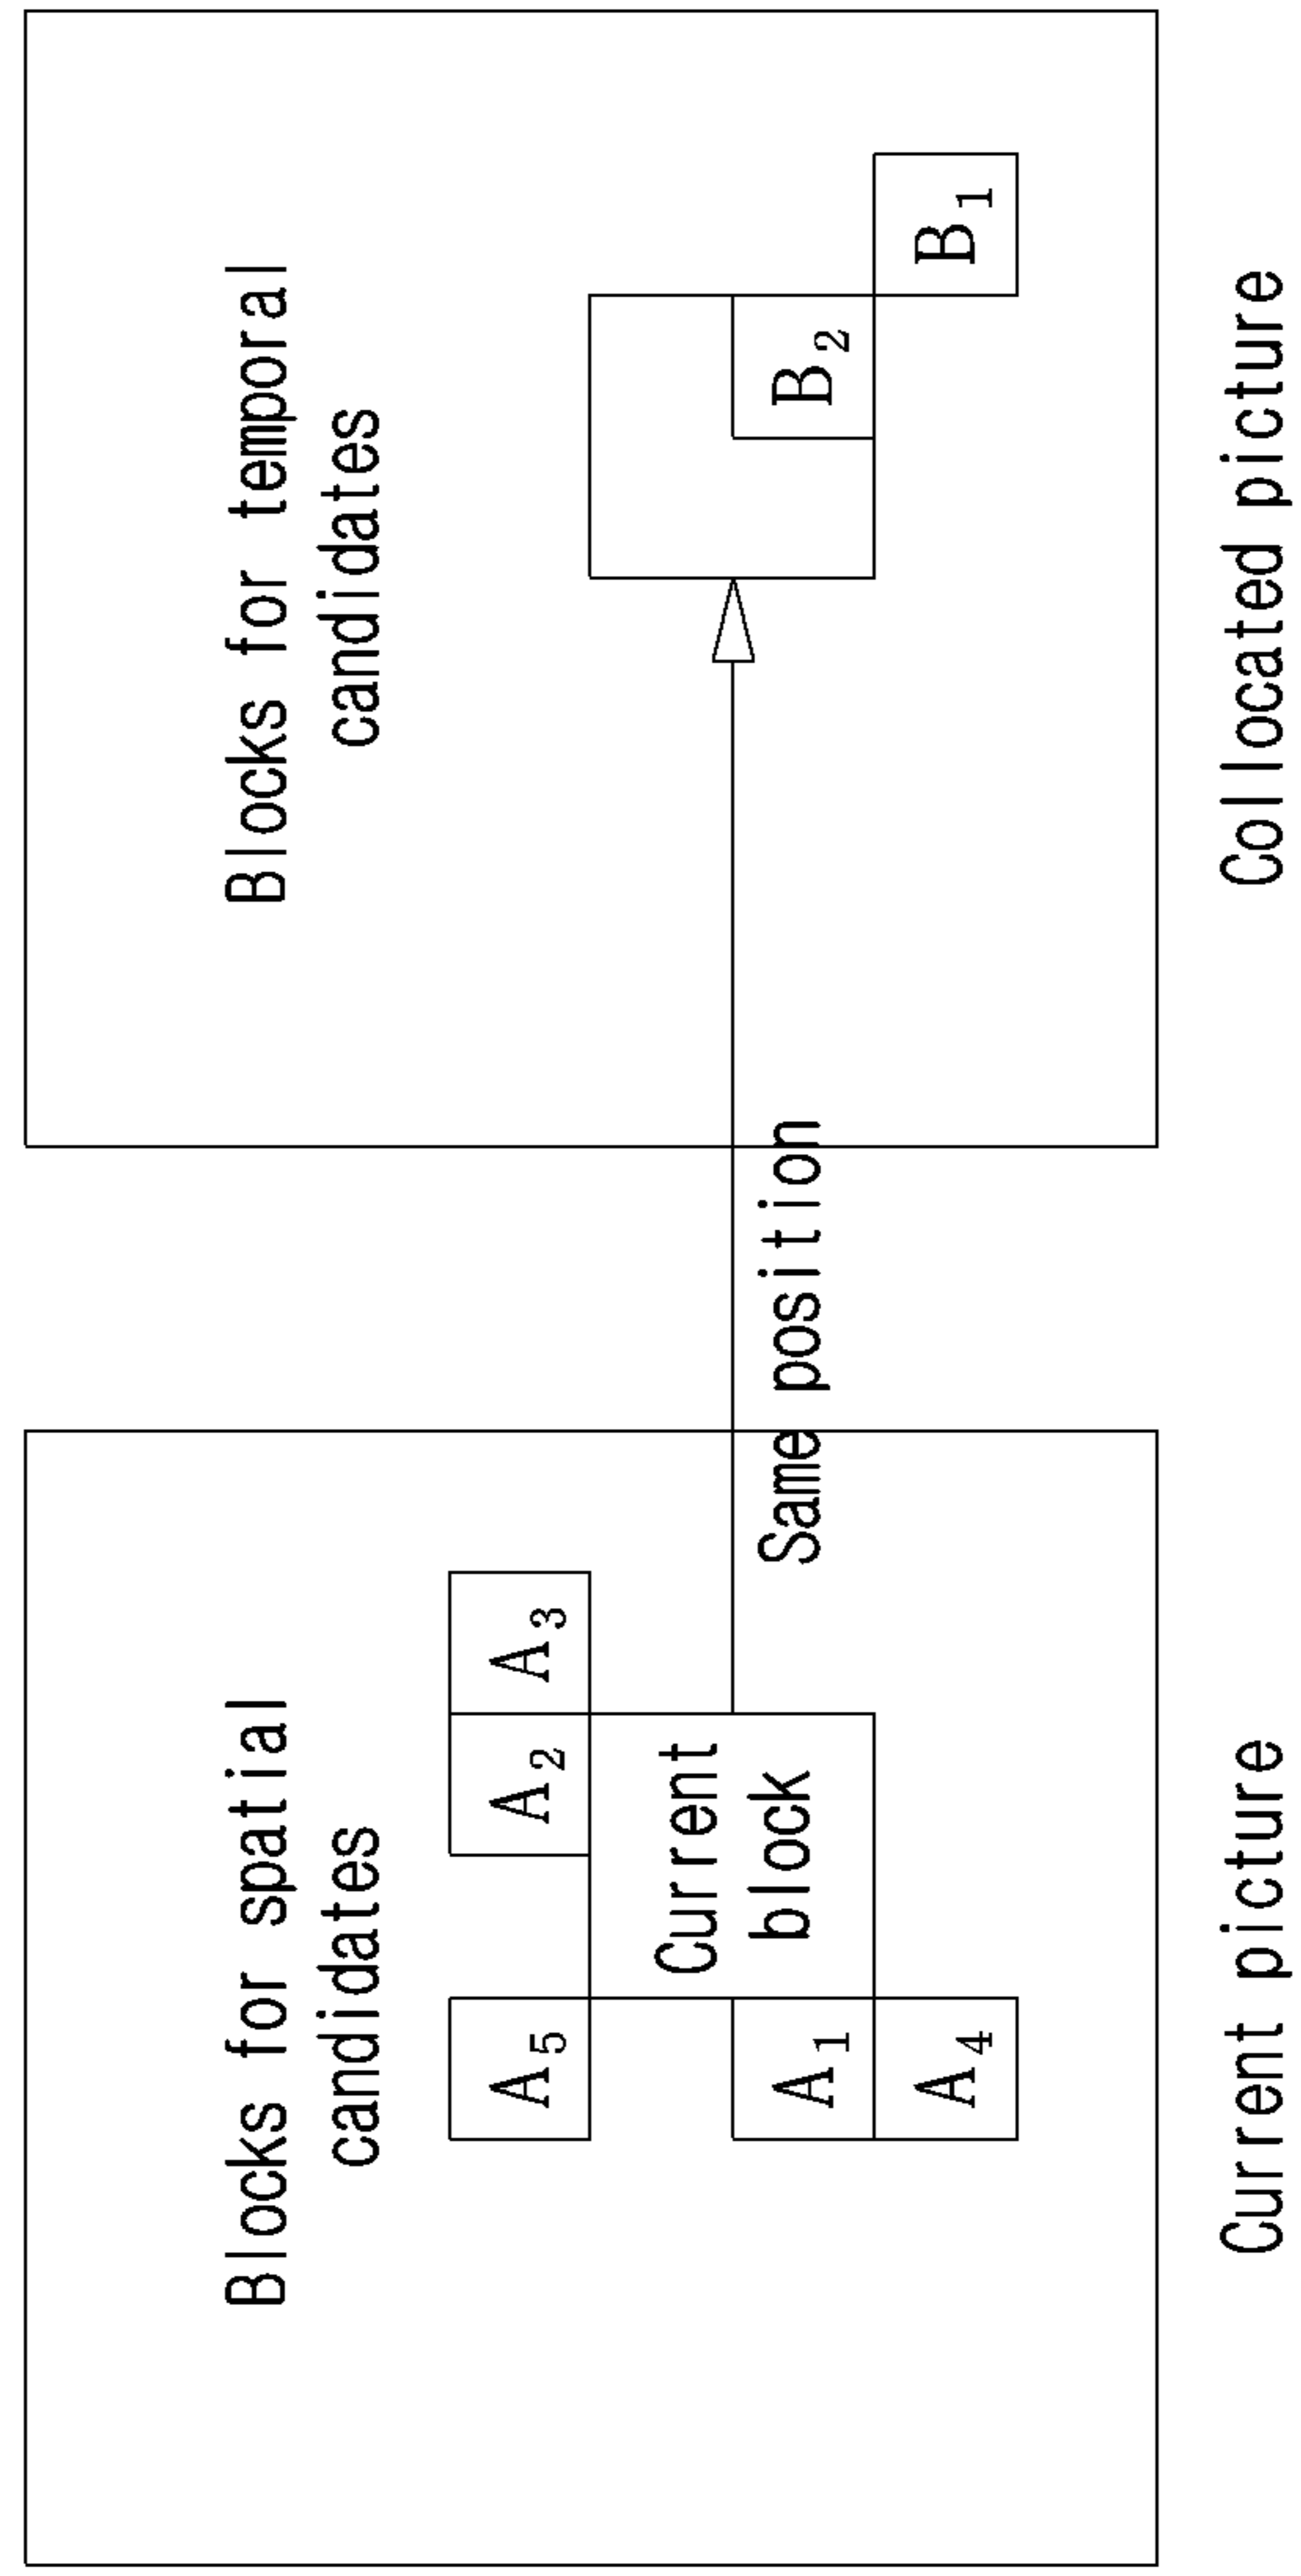 Blocks for spatial
candidates
A5
A2
A3
Current
block
A1
A4
Current picture
Same position
Blocks for temporal
candidates
B2
B1
Collocated picture